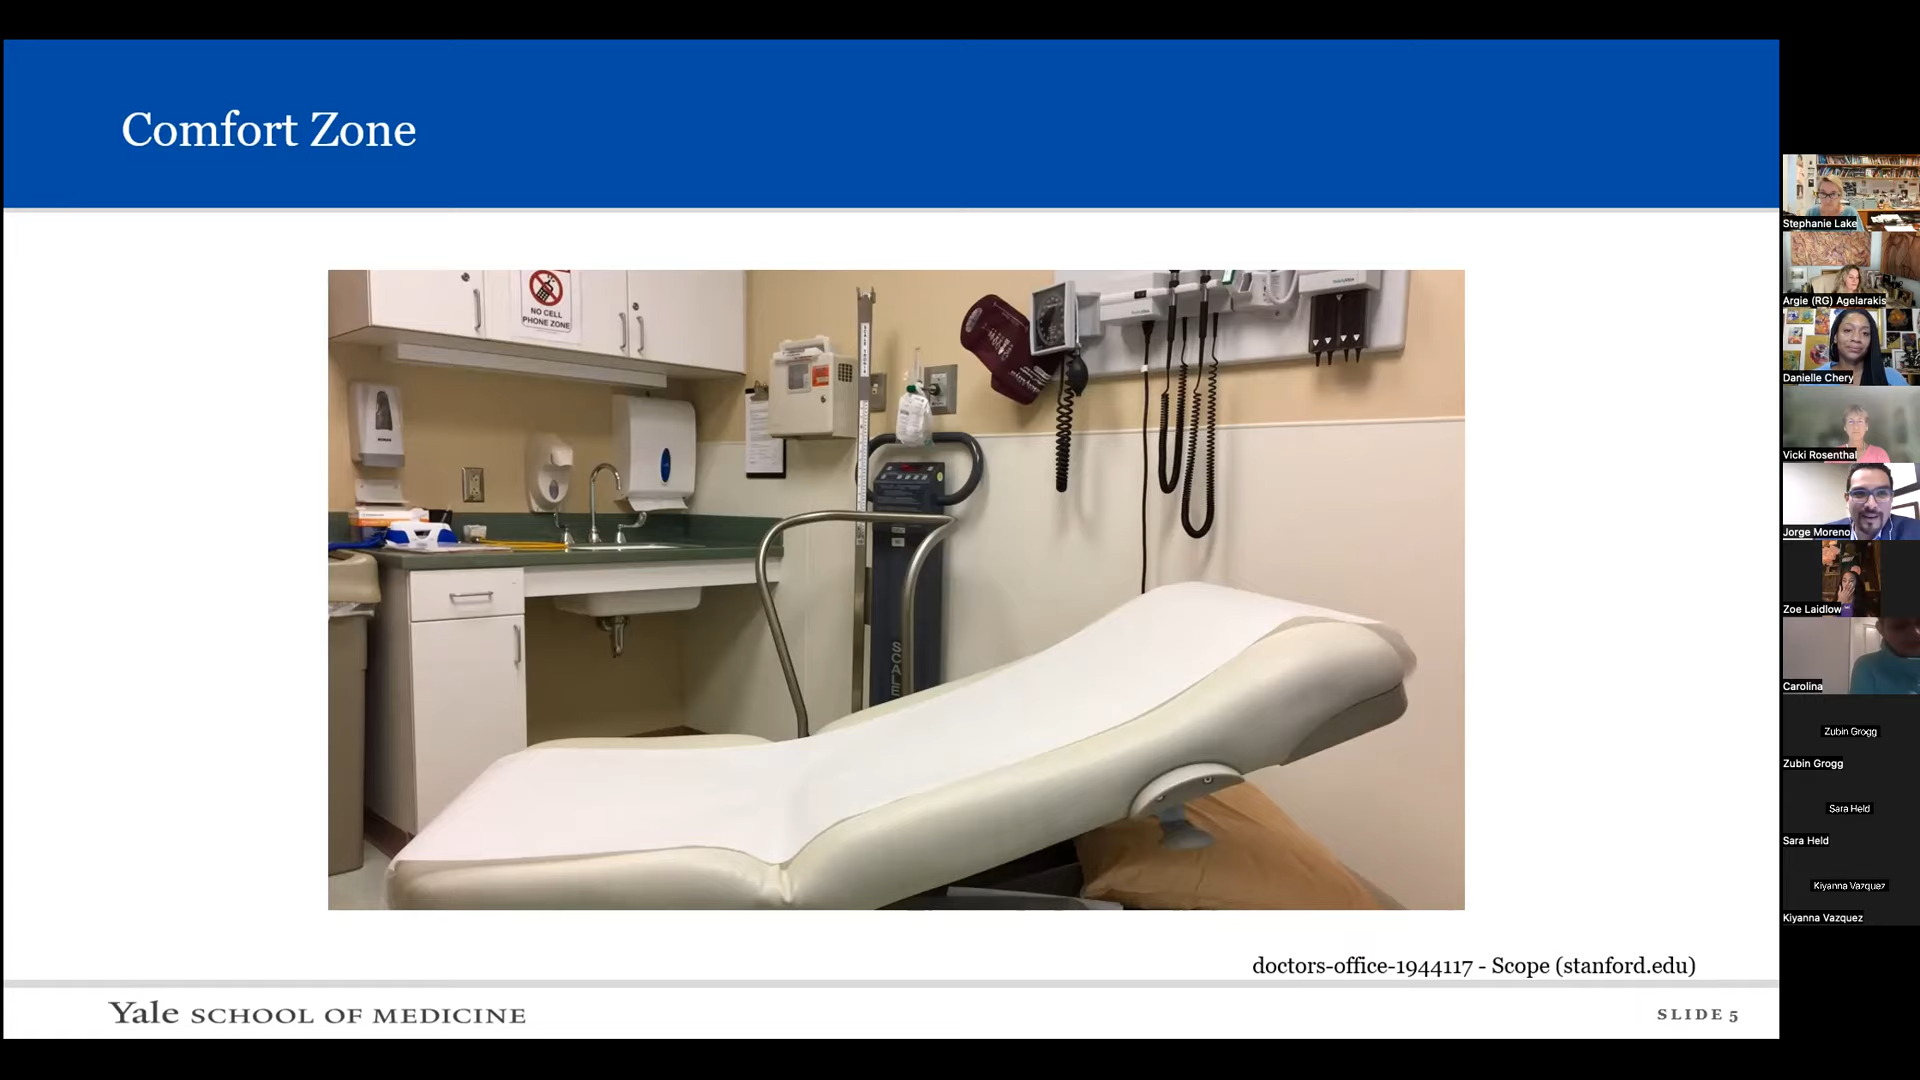 Comfort Zone
NO CELL
PHONE ZONE
SCALE
doctors-office-1944117 - Scope (stanford.edu)
Yale SCHOOL OF MEDICINE
SLIDE 5
Stephanie Lake
Argie (RG) Agelarakis
Danielle Chery
Vicki Rosenthal
Jorge Moreno
Zoe Laidlow
Carolina
Zubin Grogg
Zubin Grogg
Sara Held
Sara Held
Kiyanna Vazquez
Kiyanna Vazquez